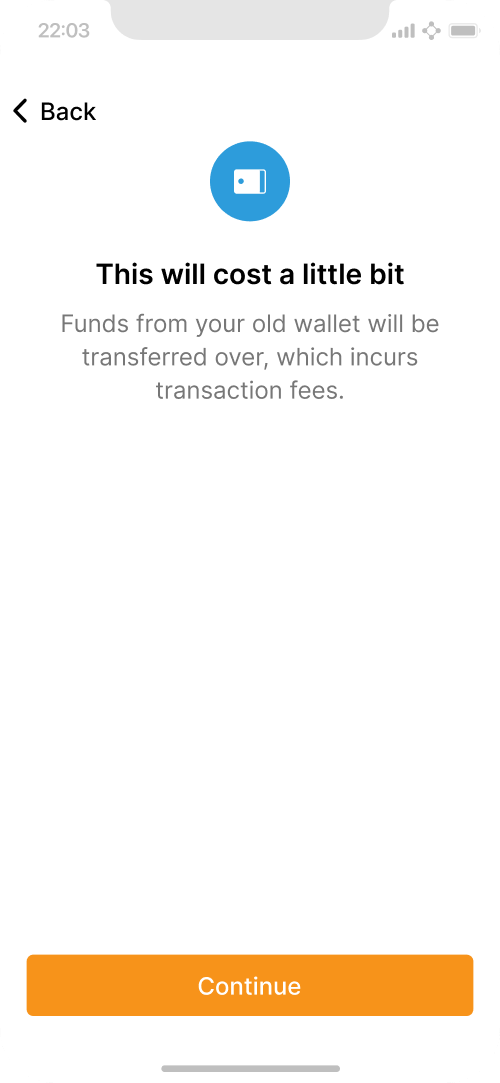 22:03
Back
This will cost a little bit
Funds from your old wallet will be
transferred over, which incurs
transaction fees.
Continue